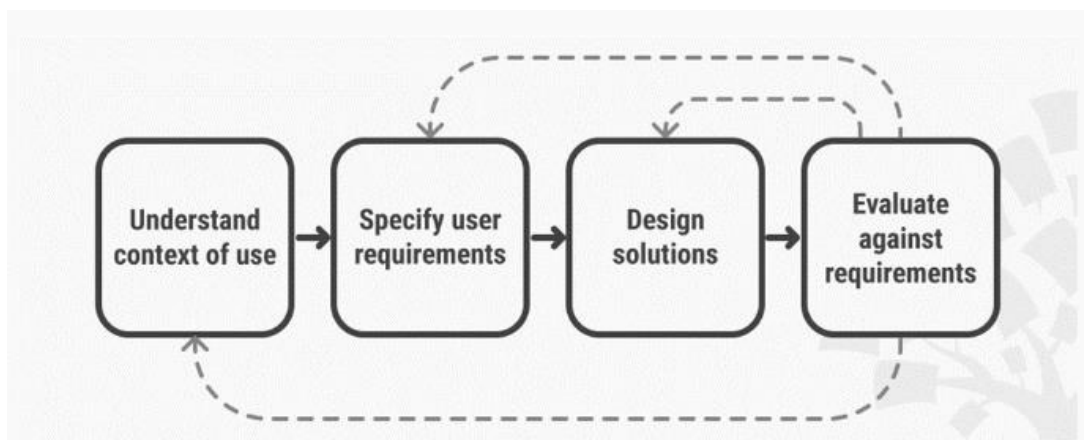 Understand
context of use
Specify user
requirements
Design
solutions
Evaluate
against
requirements